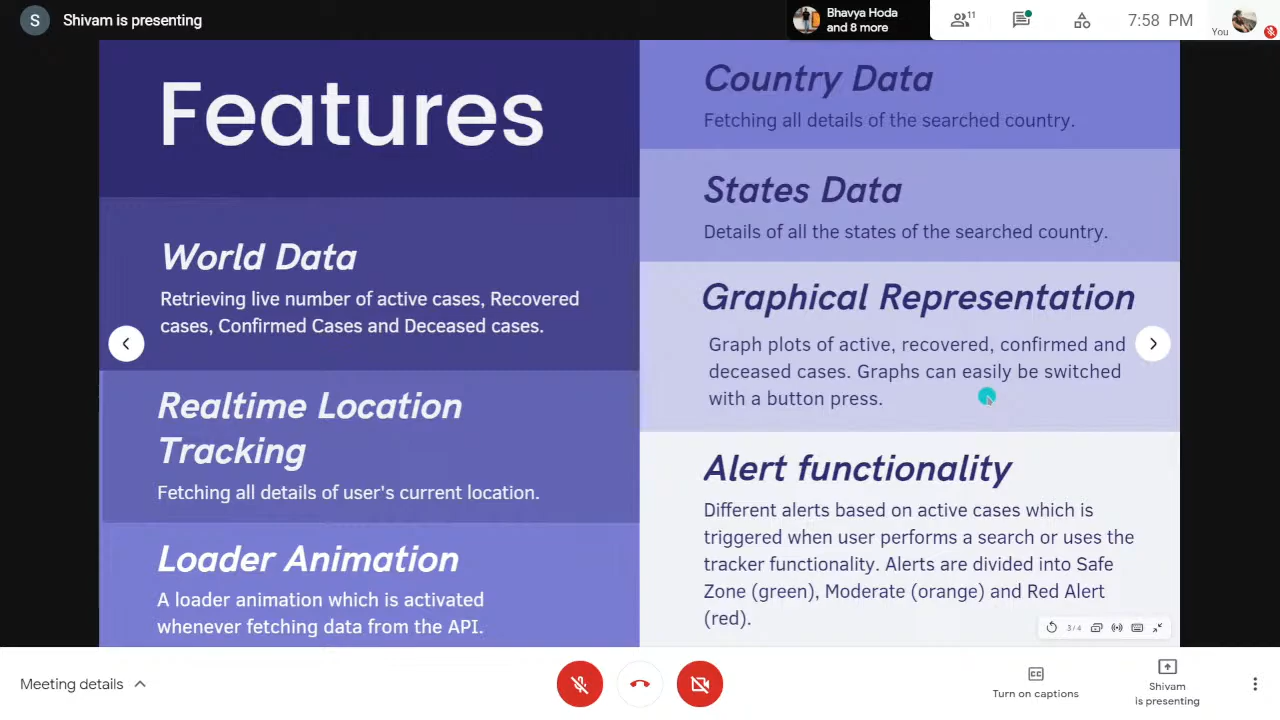 S
Shivam is presenting
Bhavya Hoda
and 8 more
11
7:58 PM
You
Features
World Data
Retrieving live number of active cases, Recovered
cases, Confirmed Cases and Deceased cases.
Realtime Location
Tracking
Fetching all details of user's current location.
Loader Animation
A loader animation which is activated
whenever fetching data from the API.
Country Data
Fetching all details of the searched country.
States Data
Details of all the states of the searched country.
Graphical Representation
Graph plots of active, recovered, confirmed and
deceased cases. Graphs can easily be switched
with a button press.
Alert functionality
Different alerts based on active cases which is
triggered when user performs a search or uses the
tracker functionality. Alerts are divided into Safe
Zone (green), Moderate (orange) and Red Alert
(red).
3/4
Meeting details
CC
Turn on captions
Shivam
is presenting